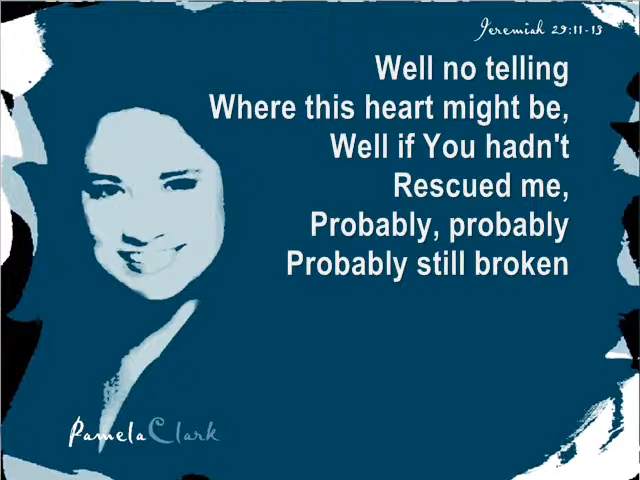 Jeremiah 29:11-13
Well no telling
Where this heart might be,
Well if You hadn't
Rescued me,
Probably, probably
Probably still broken
PamelaClark